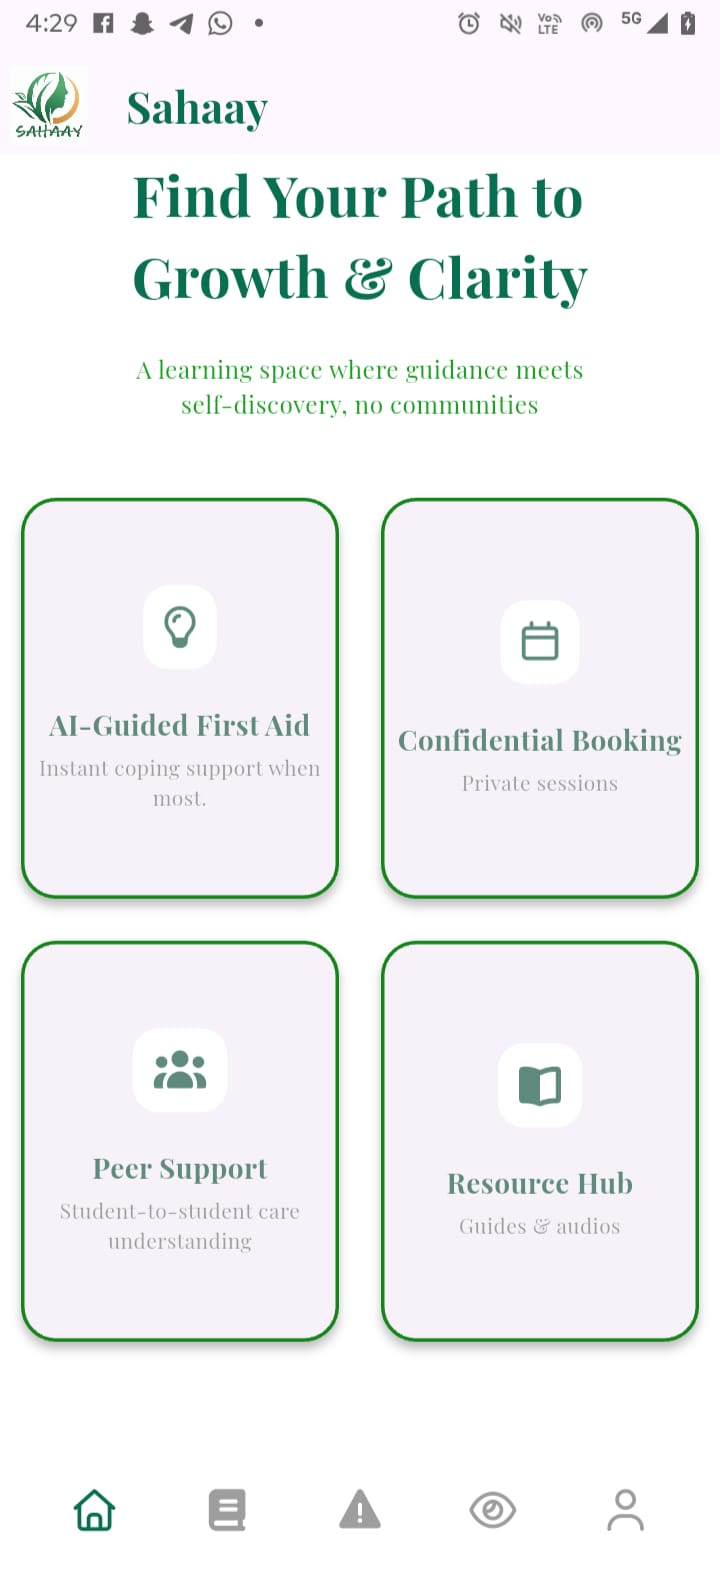 4:29
Vo LTE
5G
SAHAAY
Sahaay
Find Your Path to
Growth & Clarity
A learning space where guidance meets
self-discovery, no communities
AI-Guided First Aid
Instant coping support when
most.
Confidential Booking
Private sessions
Peer Support
Student-to-student care
understanding
Resource Hub
Guides & audios